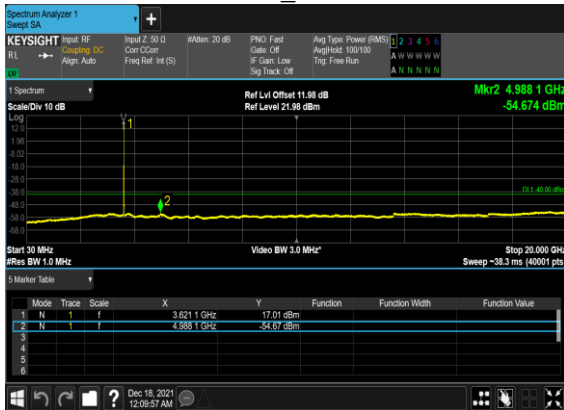 Spectrum Analyzer 1
Swept SA
+
KEYSIGHT Input: RF Input Z: 50 Ω #Atten: 20 dB PNO: Fast Avg Type: Power (RMS) 1 2 3 4 5 6
RL Coupling: DC Corr CCorr Gate: Off Avg|Hold: 100/100 A W W W W W
Align: Auto Freq Ref: Int (S) IF Gain: Low Trig: Free Run
LXI Sig Track: Off A N N N N N
1 Spectrum Ref Lvl Offset 11.98 dB Mkr2 4.988 1 GHz
Scale/Div 10 dB Ref Level 21.98 dBm -54.674 dBm
Log
12.0 1
1.98
-8.02
-18.0
-28.0
-38.0 DL1 -40.00 dBm
-48.0 2
-58.0
-68.0
Start 30 MHz Video BW 3.0 MHz* Stop 20.000 GHz
#Res BW 1.0 MHz Sweep ~38.3 ms (40001 pts)
5 Marker Table
Mode Trace Scale X Y Function Function Width Function Value
1 N 1 f 3.621 1 GHz 17.01 dBm
2 N 1 f 4.988 1 GHz -54.67 dBm
3
4
5
6
? Dec 18, 2021
12:09:57 AM